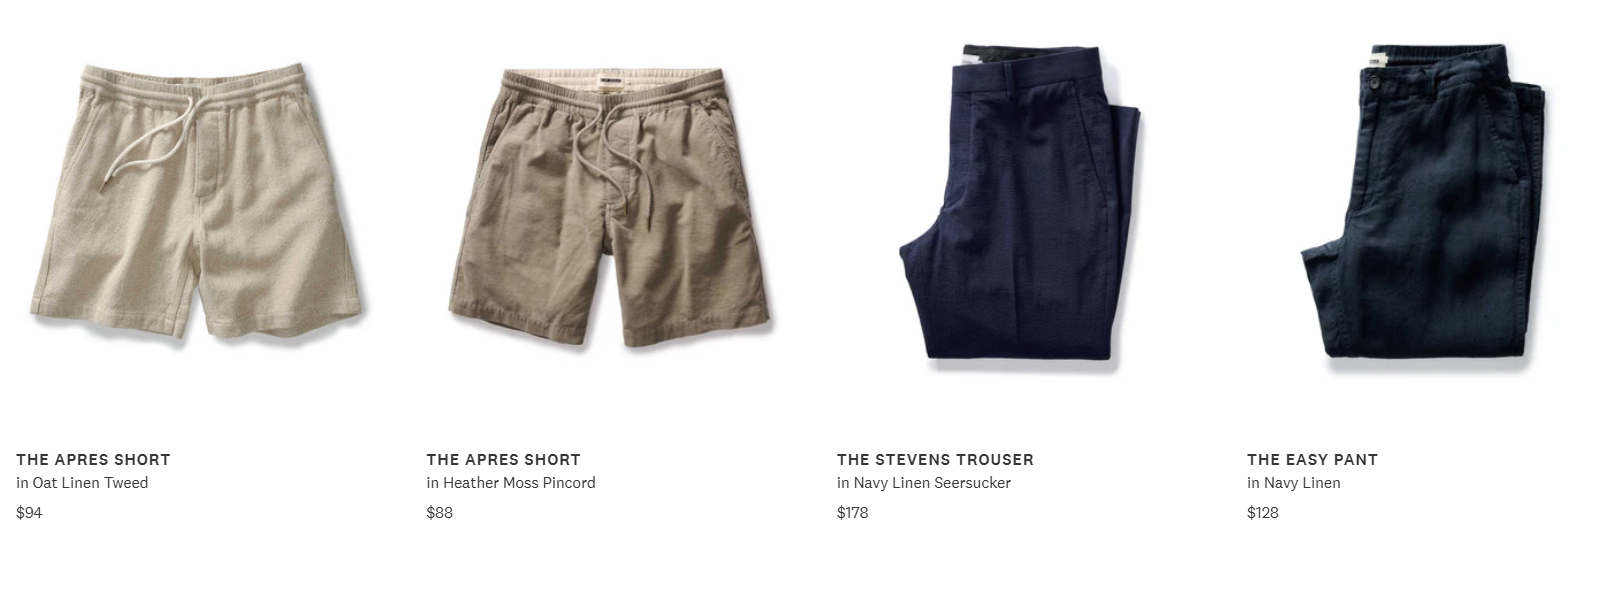 THE APRES SHORT
in Oat Linen Tweed
$94
THE APRES SHORT
in Heather Moss Pincord
$88
THE STEVENS TROUSER
in Navy Linen Seersucker
$178
THE EASY PANT
in Navy Linen
$128